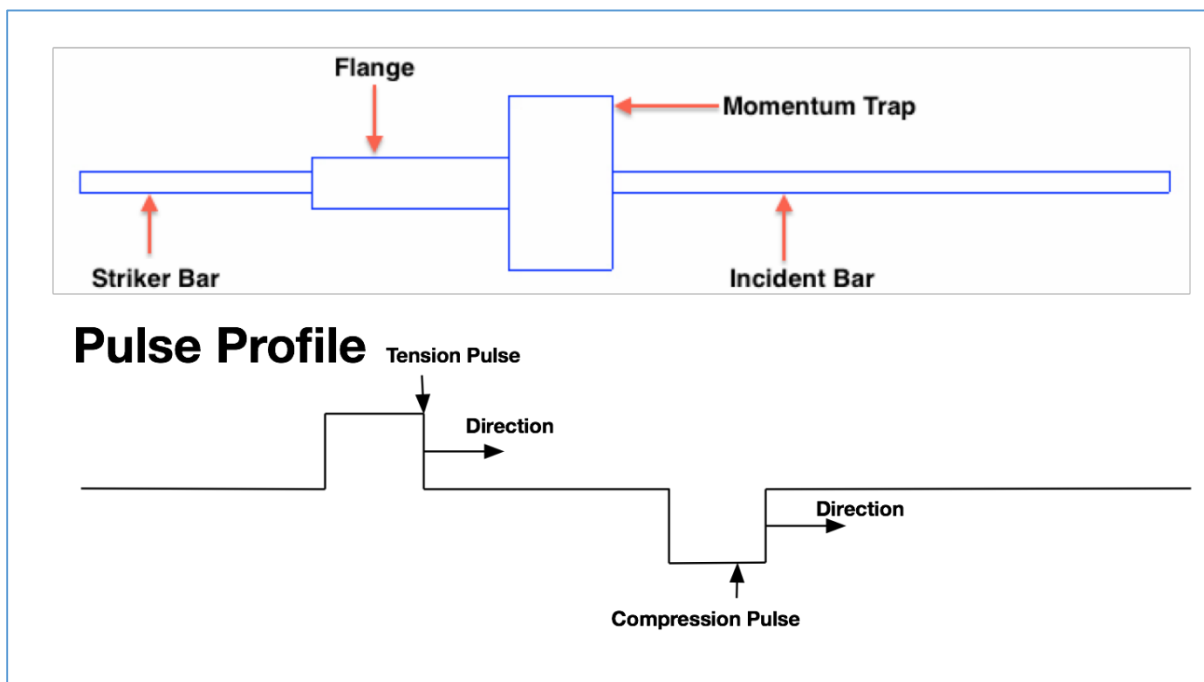 Flange
Momentum Trap
Striker Bar
Incident Bar
Pulse Profile
Tension Pulse
Direction
Direction
Compression Pulse